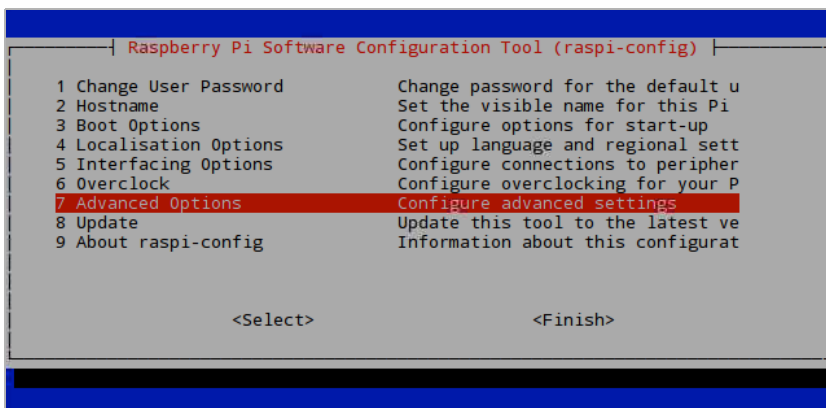 Raspberry Pi Software Configuration Tool (raspi-config)
1 Change User Password Change password for the default u
2 Hostname Set the visible name for this Pi
3 Boot Options Configure options for start-up
4 Localisation Options Set up language and regional sett
5 Interfacing Options Configure connections to peripher
6 Overclock Configure overclocking for your P
7 Advanced Options Configure advanced settings
8 Update Update this tool to the latest ve
9 About raspi-config Information about this configurat
<Select> <Finish>